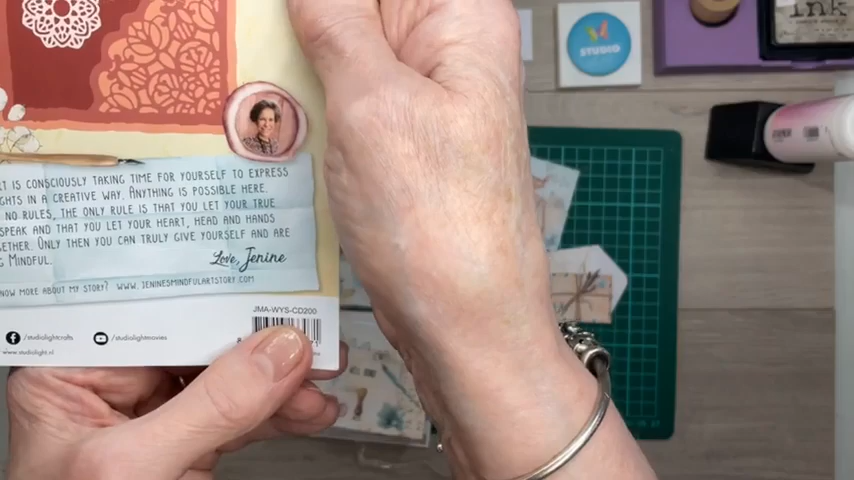 STUDIO
ink
RT IS CONSCIOUSLY TAKING TIME FOR YOURSELF TO EXPRESS
GHTS IN A CREATIVE WAY. ANYTHING IS POSSIBLE HERE.
NO RULES, THE ONLY RULE IS THAT YOU LET YOUR TRUE
SPEAK AND THAT YOU LET YOUR HEART, HEAD AND HANDS
GETHER. ONLY THEN YOU CAN TRULY GIVE YOURSELF AND ARE
MINDFUL.
Love, Jenine
NOW MORE ABOUT MY STORY? WWW.JENINESMINDFULARTSTORY.COM
JMA-WYS-CD200
/studiolightcrafts
/studiolightmovies
www.studiolight.nl